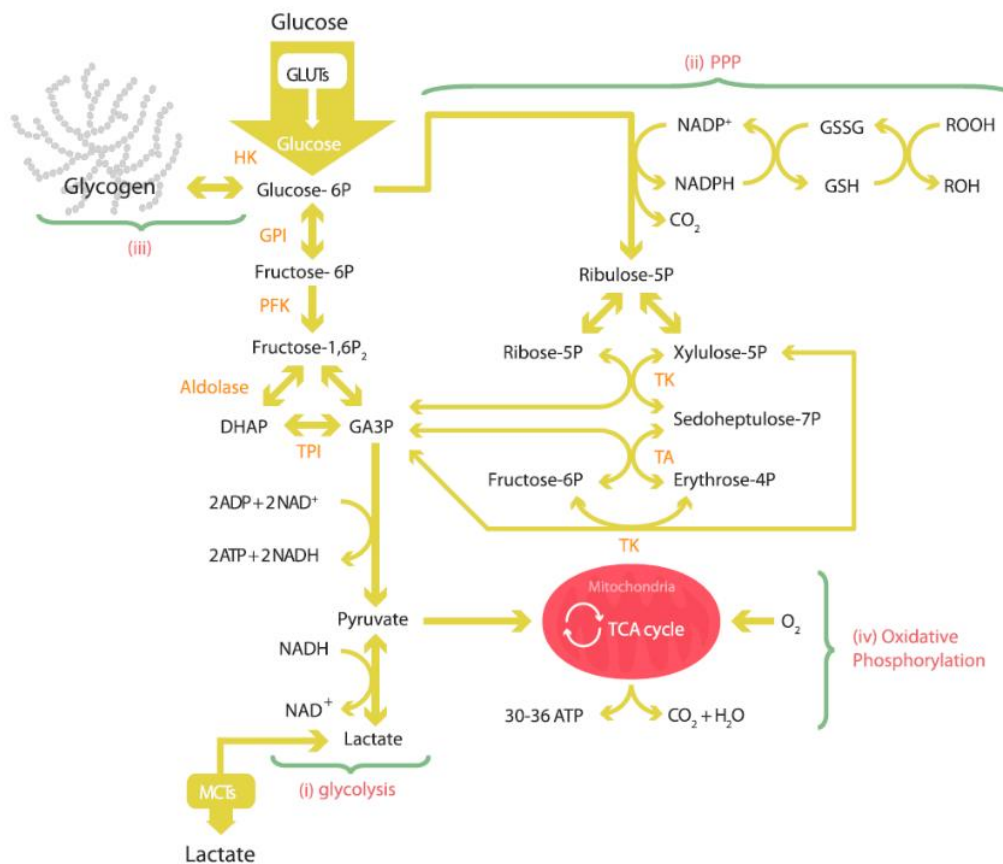 Glucose
GLUTs
Glucose
HK
Glycogen
Glucose- 6P
(iii)
GPI
Fructose- 6P
PFK
Fructose-1,6P₂
Aldolase
DHAP
GA3P
TPI
2ADP+2NAD⁺
2ATP+2NADH
Pyruvate
NADH
NAD⁺
Lactate
(i) glycolysis
MCTs
Lactate
(ii) PPP
NADP⁺
GSSG
ROOH
NADPH
GSH
ROH
CO₂
Ribulose-5P
Ribose-5P
Xylulose-5P
TK
Sedoheptulose-7P
TA
Fructose-6P
Erythrose-4P
TK
Mitochondria
TCA cycle
O₂
(iv) Oxidative
Phosphorylation
30-36 ATP
CO₂ + H₂O